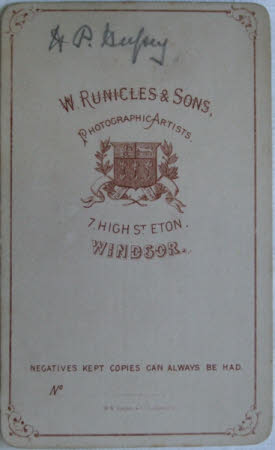 H P
W. RUNICLES & SONS,
PHOTOGRAPHIC ARTISTS.
7, HIGH ST ETON.
WINDSOR.
NEGATIVES KEPT COPIES CAN ALWAYS BE HAD.
No